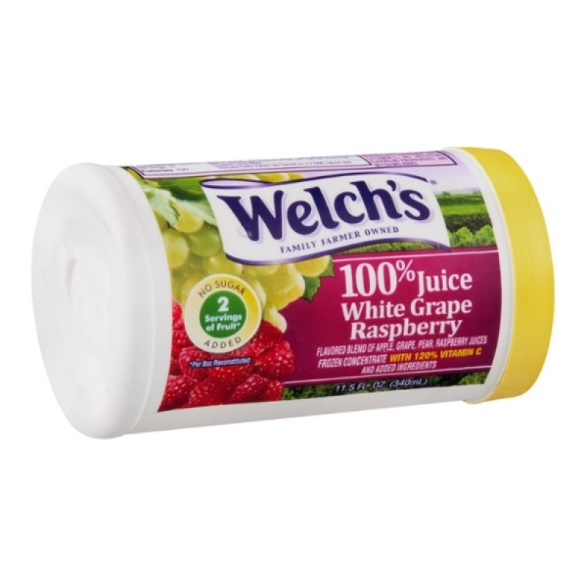 Welch's
FAMILY FARMER OWNED
100% Juice
White Grape
Raspberry
FLAVORED BLEND OF APPLE, GRAPE, PEAR, RASPBERRY JUICES
FROZEN CONCENTRATE WITH 120% VITAMIN C
AND ADDED INGREDIENTS
11.5 FL OZ (340mL)
NO SUGAR
2
Servings
of Fruit*
ADDED
*Per 8oz Reconstituted